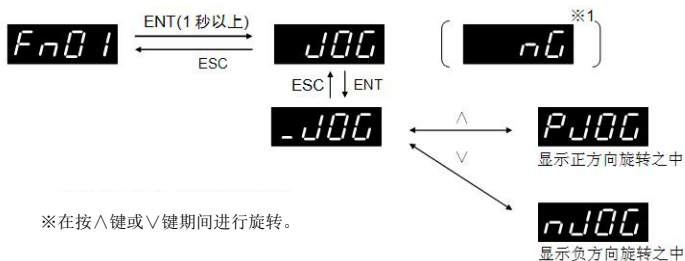 ※1
ENT(1 秒以上)
Fn01
JOG
nG
ESC
ESC
ENT
_JOG
∧
PJOG
显示正方向旋转之中
∨
※在按∧键或∨键期间进行旋转。
nJOG
显示负方向旋转之中